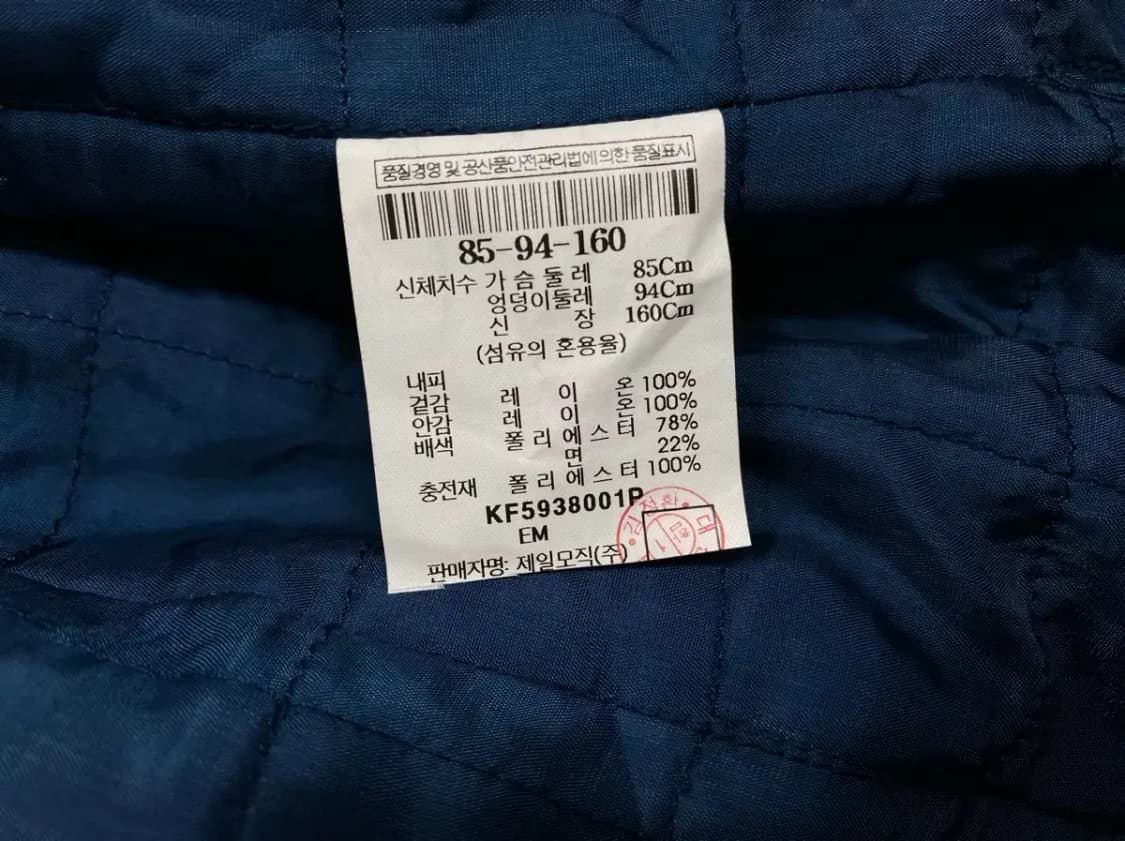 품질경영 및 공산품안전관리법에 의한 품질표시
85-94-160
신체치수 가슴둘레 85Cm
엉덩이둘레 94Cm
신장 160Cm
(섬유의 혼용율)
내피 레이온 100%
겉감 레이온 100%
안감 폴리에스터 78%
배색 면 22%
충전재 폴리에스터 100%
KF5938001P
EM
판매자명: 제일모직(주)